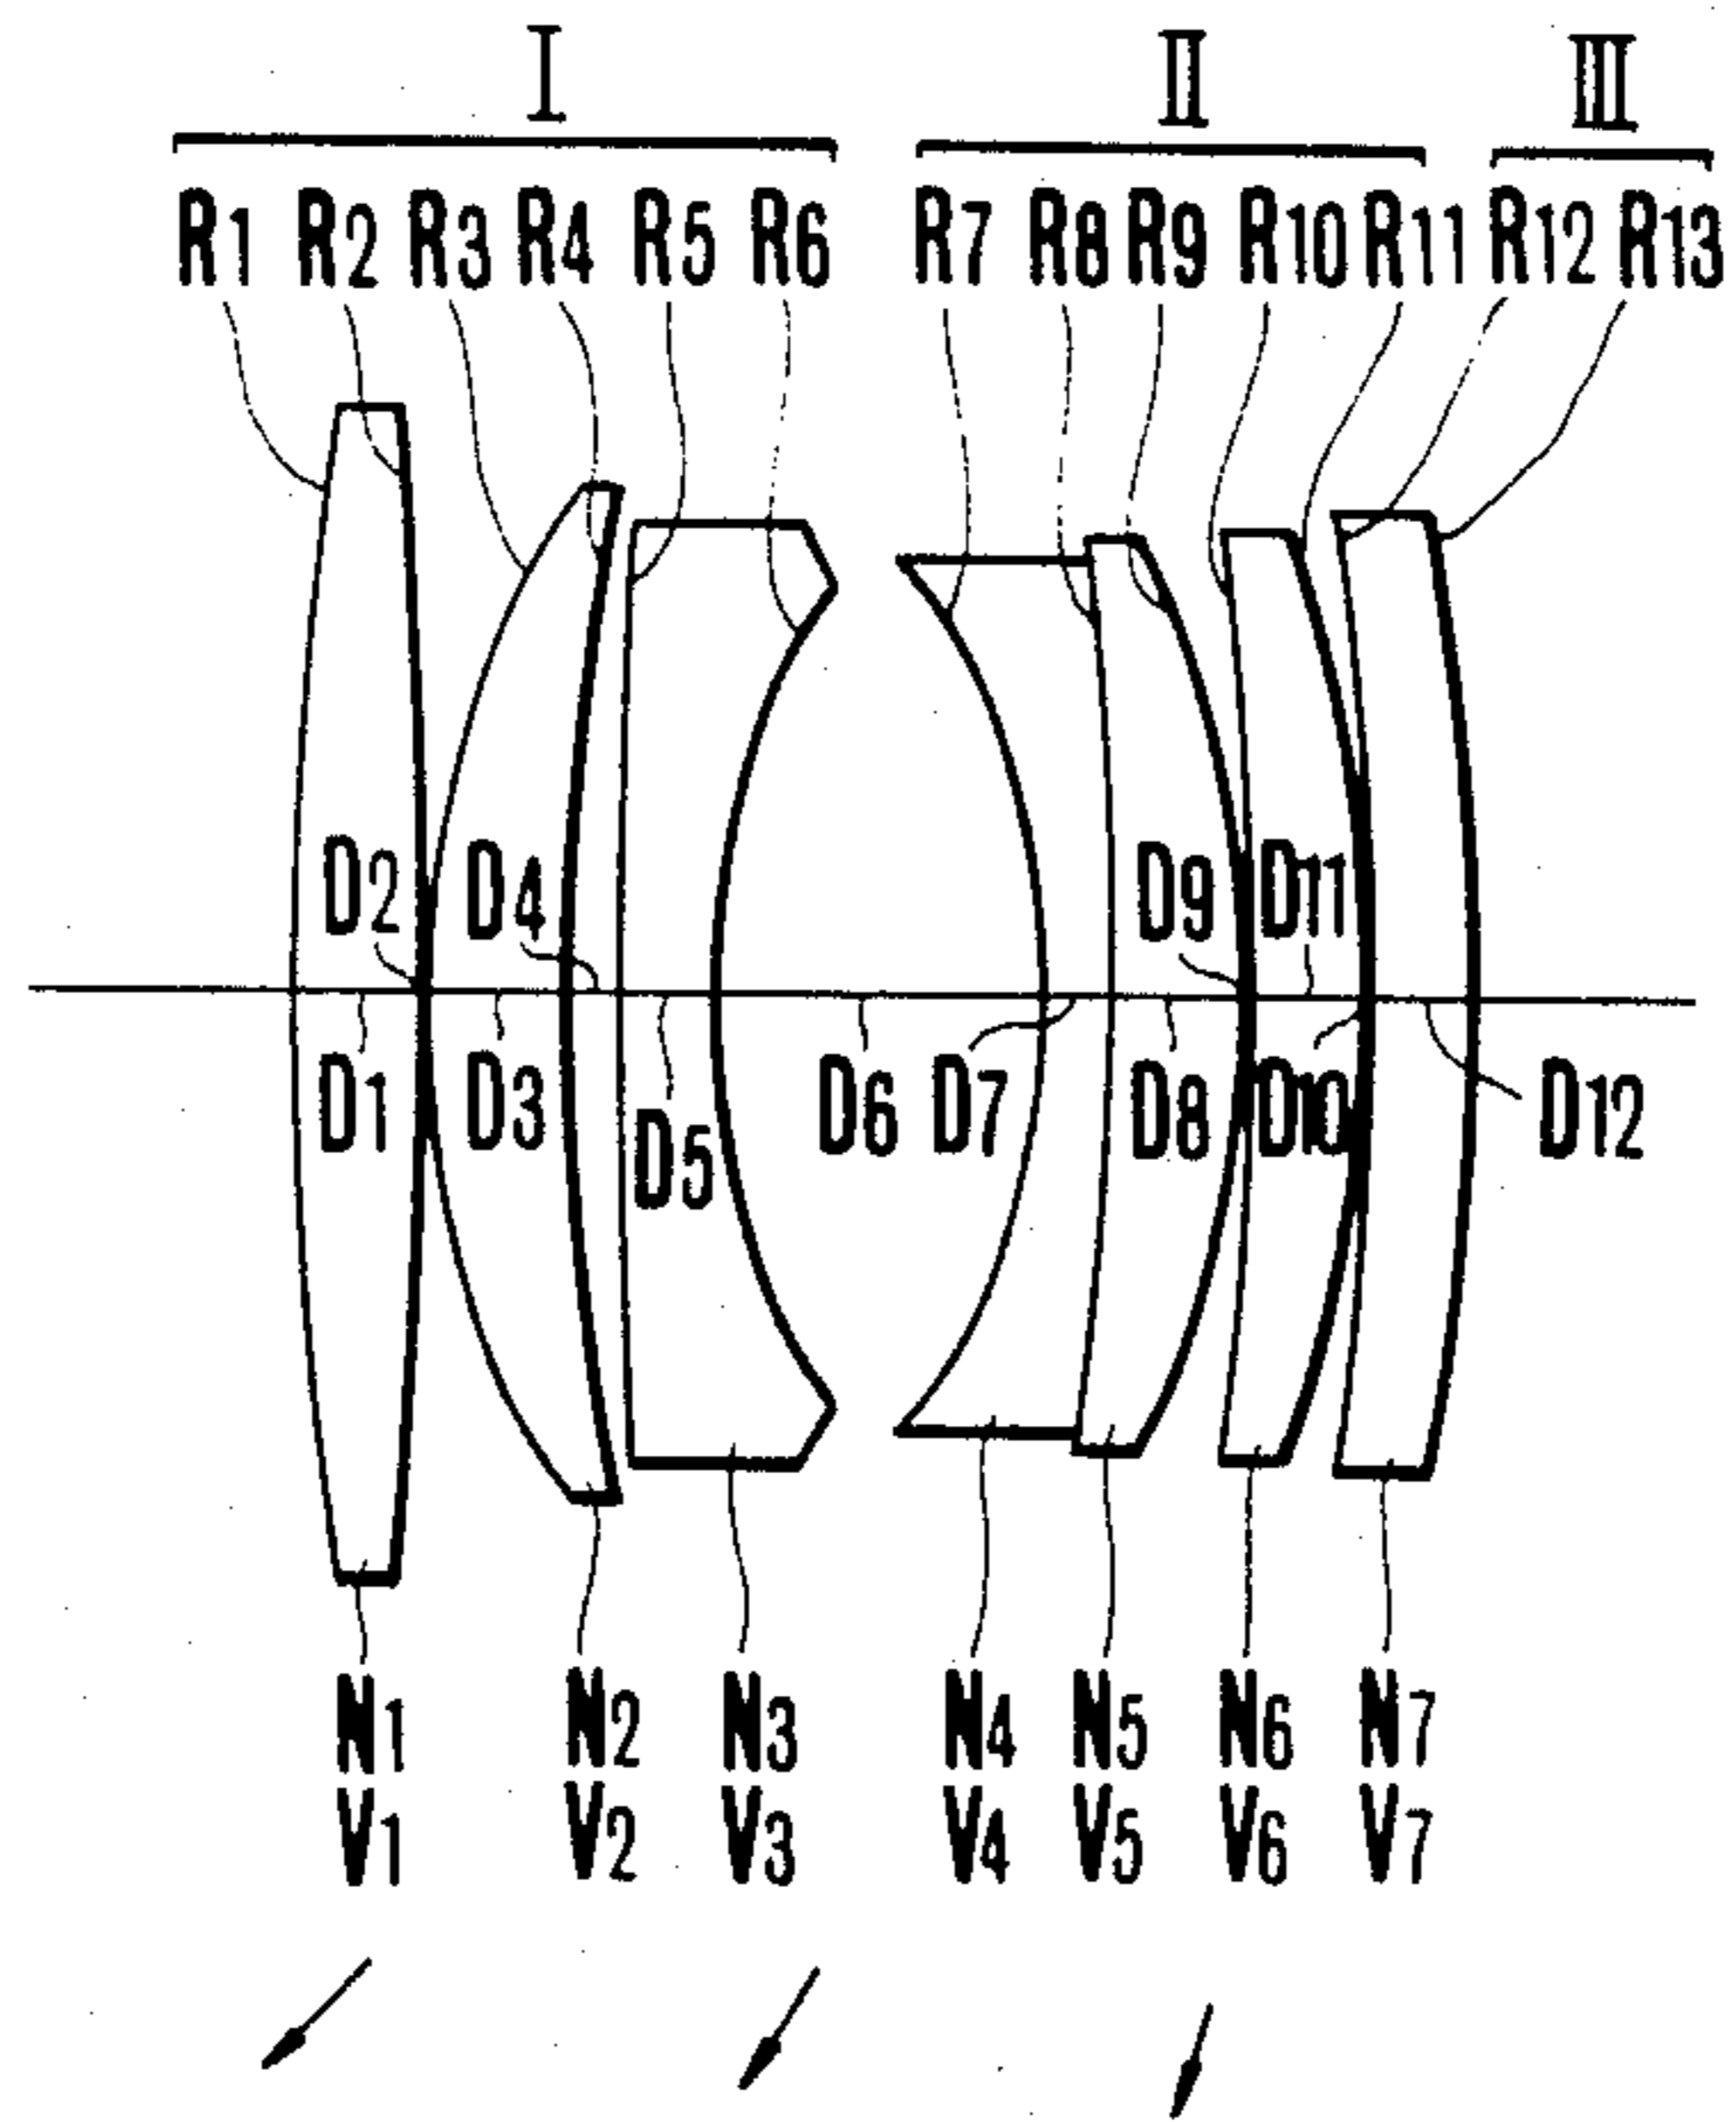 I II III
R1 R2 R3 R4 R5 R6 R7 R8 R9 R10 R11 R12 R13
D2 D4 D9 D11
D1 D3 D5 D6 D7 D8 D10 D12
N1 N2 N3 N4 N5 N6 N7
V1 V2 V3 V4 V5 V6 V7